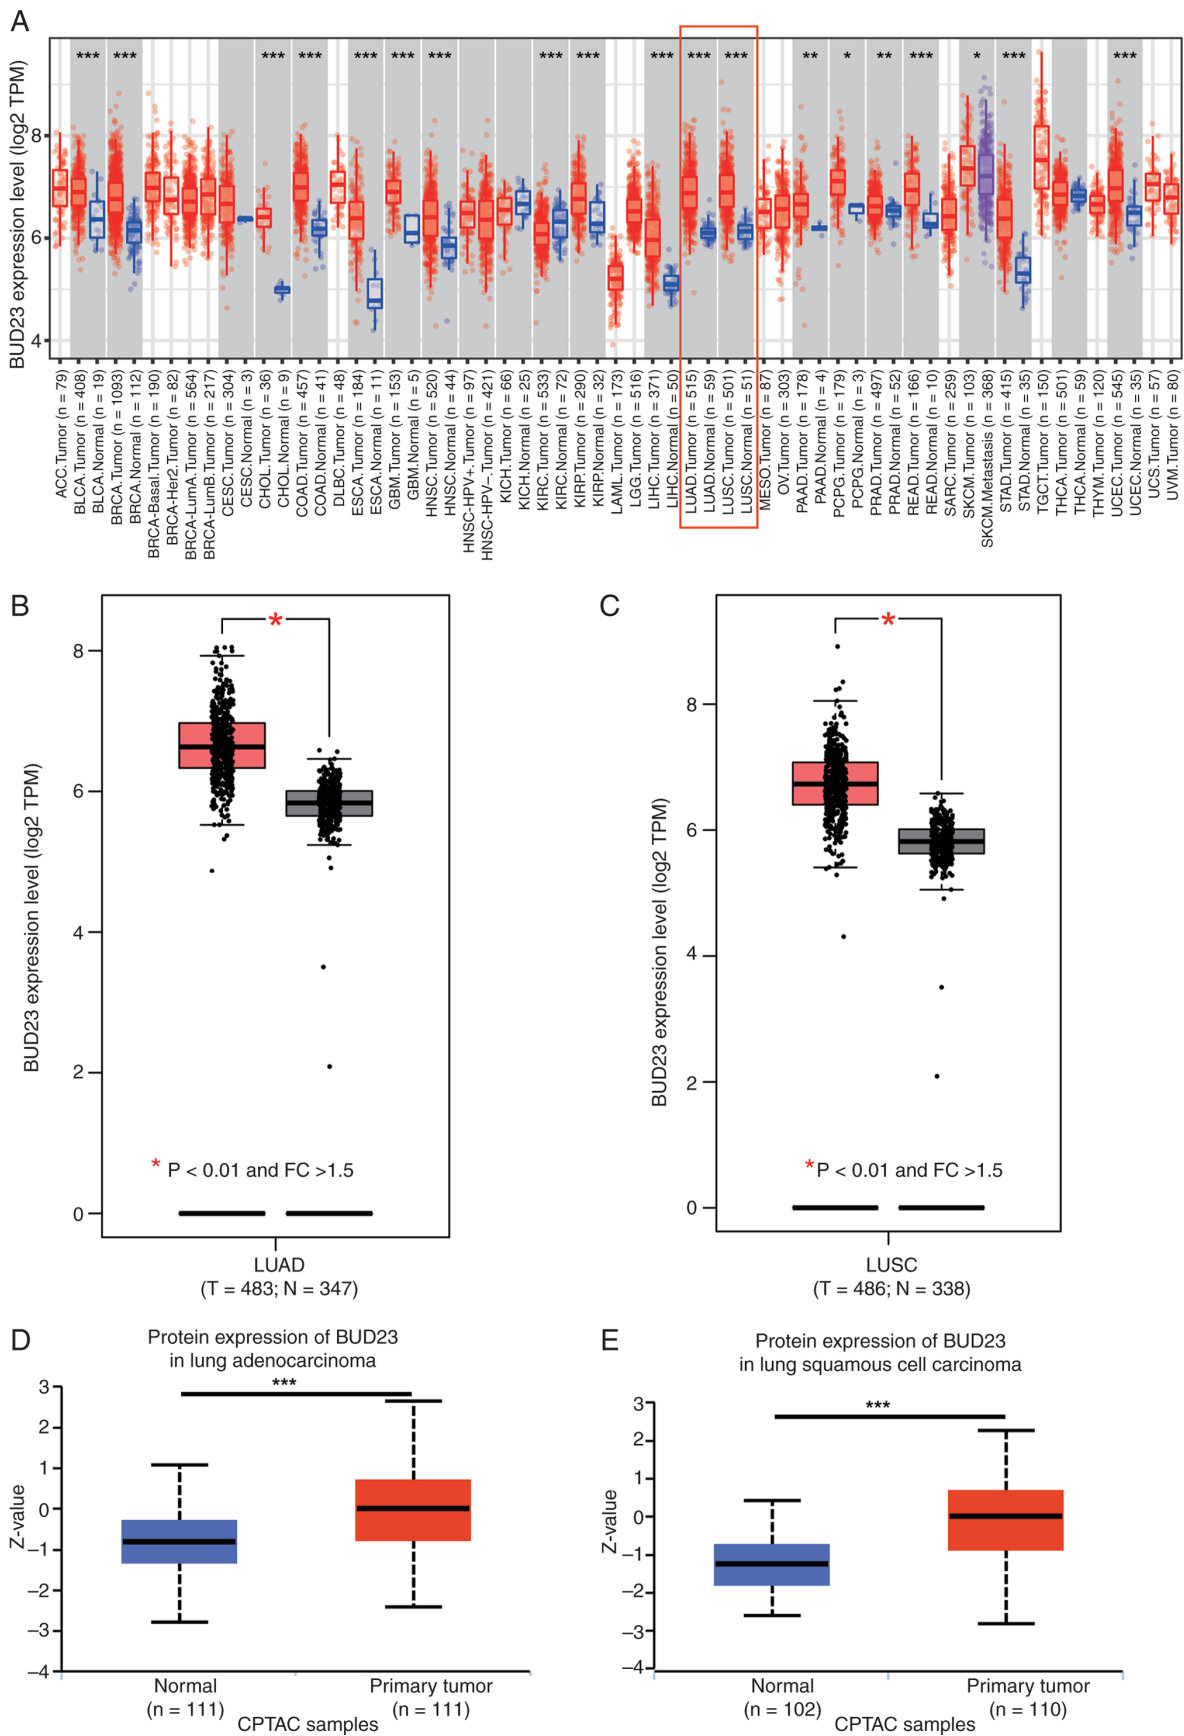 A
*** *** *** *** *** *** *** *** *** *** *** *** ** * ** *** * *** ***
BUD23 expression level (log2 TPM)
8
6
4
ACC.Tumor (n = 79)
BLCA.Tumor (n = 408)
BLCA.Normal (n = 19)
BRCA.Tumor (n = 1093)
BRCA.Normal (n = 112)
BRCA-Basal.Tumor (n = 190)
BRCA-Her2.Tumor (n = 82)
BRCA-LumA.Tumor (n = 564)
BRCA-LumB.Tumor (n = 217)
CESC.Tumor (n = 304)
CESC.Normal (n = 3)
CHOL.Tumor (n = 36)
CHOL.Normal (n = 9)
COAD.Tumor (n = 457)
COAD.Normal (n = 41)
DLBC.Tumor (n = 48)
ESCA.Tumor (n = 184)
ESCA.Normal (n = 11)
GBM.Tumor (n = 153)
GBM.Normal (n = 5)
HNSC.Tumor (n = 520)
HNSC.Normal (n = 44)
HNSC-HPV+.Tumor (n = 97)
HNSC-HPV−.Tumor (n = 421)
KICH.Tumor (n = 66)
KICH.Normal (n = 25)
KIRC.Tumor (n = 533)
KIRC.Normal (n = 72)
KIRP.Tumor (n = 290)
KIRP.Normal (n = 32)
LAML.Tumor (n = 173)
LGG.Tumor (n = 516)
LIHC.Tumor (n = 371)
LIHC.Normal (n = 50)
LUAD.Tumor (n = 515)
LUAD.Normal (n = 59)
LUSC.Tumor (n = 501)
LUSC.Normal (n = 51)
MESO.Tumor (n = 87)
OV.Tumor (n = 303)
PAAD.Tumor (n = 178)
PAAD.Normal (n = 4)
PCPG.Tumor (n = 179)
PCPG.Normal (n = 3)
PRAD.Tumor (n = 497)
PRAD.Normal (n = 52)
READ.Tumor (n = 166)
READ.Normal (n = 10)
SARC.Tumor (n = 259)
SKCM.Tumor (n = 103)
SKCM.Metastasis (n = 368)
STAD.Tumor (n = 415)
STAD.Normal (n = 35)
TGCT.Tumor (n = 150)
THCA.Tumor (n = 501)
THCA.Normal (n = 59)
THYM.Tumor (n = 120)
UCEC.Tumor (n = 545)
UCEC.Normal (n = 35)
UCS.Tumor (n = 57)
UVM.Tumor (n = 80)
B
*
BUD23 expression level (log2 TPM)
8
6
4
2
0
* P < 0.01 and FC >1.5
LUAD
(T = 483; N = 347)
C
*
BUD23 expression level (log2 TPM)
8
6
4
2
0
* P < 0.01 and FC >1.5
LUSC
(T = 486; N = 338)
D
Protein expression of BUD23
in lung adenocarcinoma
***
Z-value
3
2
1
0
−1
−2
−3
−4
Normal
(n = 111)
Primary tumor
(n = 111)
CPTAC samples
E
Protein expression of BUD23
in lung squamous cell carcinoma
***
Z-value
3
2
1
0
−1
−2
−3
−4
Normal
(n = 102)
Primary tumor
(n = 110)
CPTAC samples